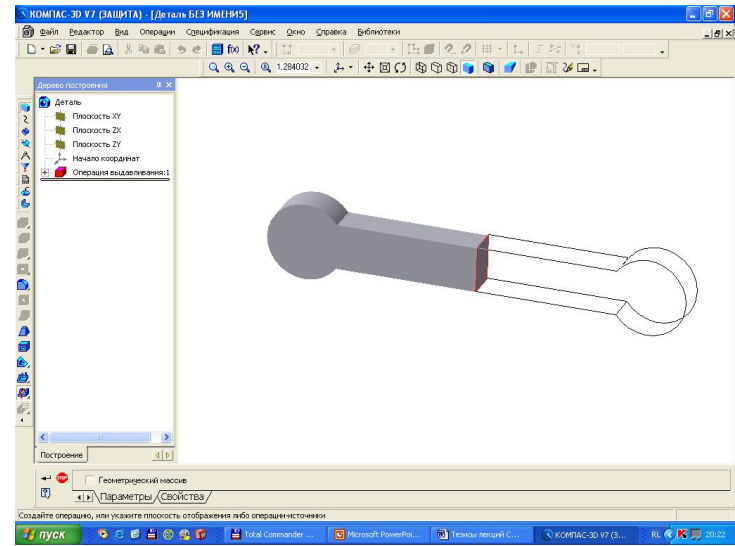 КОМПАС-3D V7 (ЗАЩИТА) - [Деталь БЕЗ ИМЕНИ5]
Файл Редактор Вид Операции Спецификация Сервис Окно Справка Библиотеки
f(x)
1.284032
Дерево построения
Деталь
Плоскость XY
Плоскость ZX
Плоскость ZY
Начало координат
Операция выдавливания:1
Построение
STOP
Геометрический массив
Параметры Свойства
Создайте операцию, или укажите плоскость отображения либо операции-источники
пуск
Total Commander ...
Microsoft PowerPoi...
Тезисы лекций С...
КОМПАС-3D V7 (З...
RL
20:22